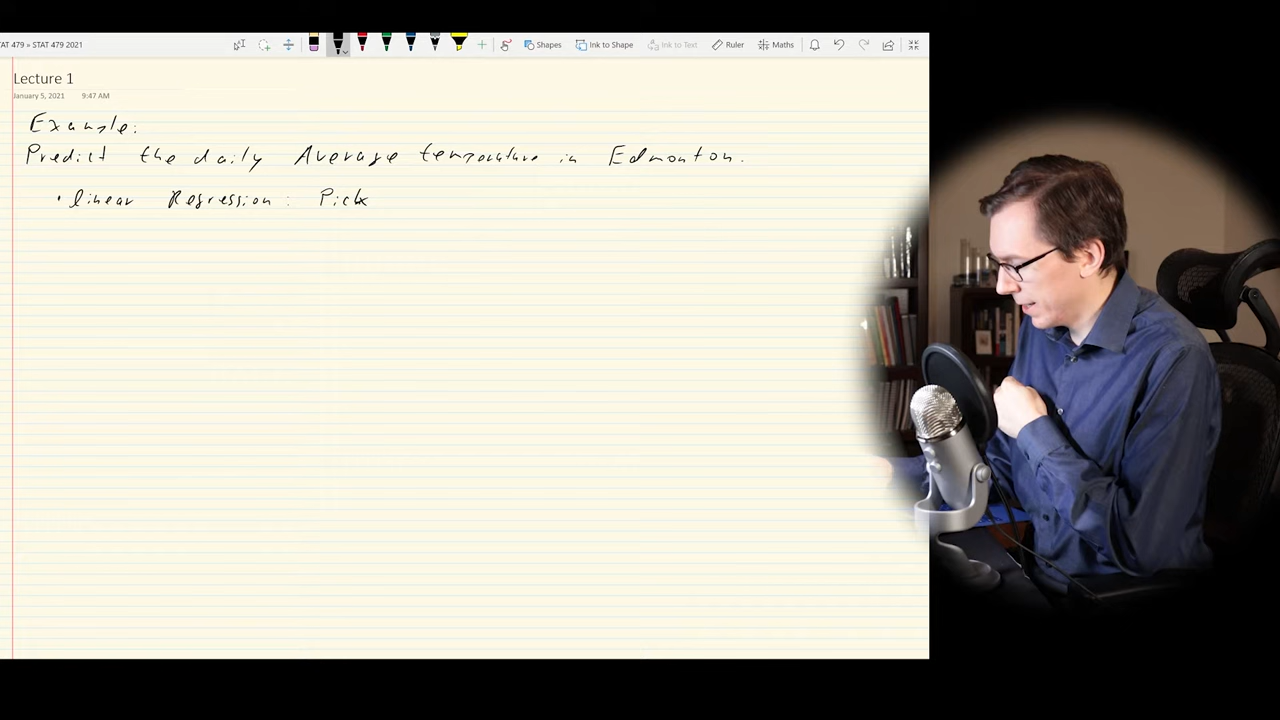 AT 479 » STAT 479 2021
Shapes
Ink to Shape
Ink to Text
Ruler
Maths
Lecture 1
January 5, 2021 9:47 AM
Example:
Predict the daily Average temperature in Edmonton.
• linear Regression: Pick